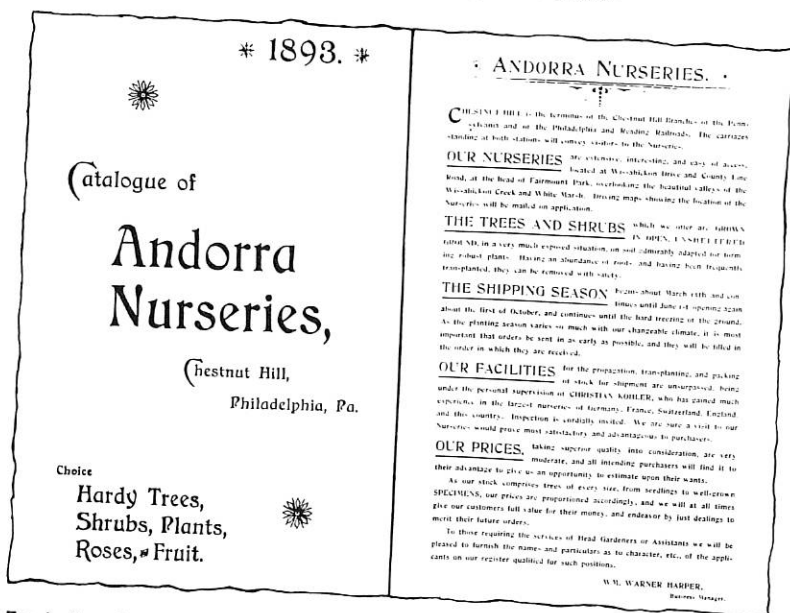 * 1893. *
Catalogue of
Andorra
Nurseries,
Chestnut Hill,
Philadelphia, Pa.
Choice
Hardy Trees,
Shrubs, Plants,
Roses, & Fruit.
· ANDORRA NURSERIES. ·
CHESTNUT HILL is the terminus of the Chestnut Hill Branches of the Penn-
sylvania and of the Philadelphia and Reading Railroads. The carriages
standing at both stations will convey visitors to the Nurseries.
OUR NURSERIES are extensive, interesting, and easy of access,
located at Wissahickon Drive and County Line
Road, at the head of Fairmount Park, overlooking the beautiful valleys of the
Wissahickon Creek and White Marsh. Driving maps showing the location of the
Nurseries will be mailed on application.
THE TREES AND SHRUBS which we offer are GROWN
IN OPEN, UNSHELTERED
GROUND, in a very much exposed situation, on soil admirably adapted for form-
ing robust plants. Having an abundance of roots and having been frequently
transplanted, they can be removed with safety.
THE SHIPPING SEASON begins about March 15th and con-
tinues until June 1st opening again
about the first of October, and continues until the hard freezing of the ground.
As the planting season varies so much with our changeable climate, it is most
important that orders be sent in as early as possible, and they will be filled in
the order in which they are received.
OUR FACILITIES for the propagation, transplanting, and packing
of stock for shipment are unsurpassed, being
under the personal supervision of CHRISTIAN KOHLER, who has gained much
experience in the largest nurseries of Germany, France, Switzerland, England
and this country. Inspection is cordially invited. We are sure a visit to our
Nurseries would prove most satisfactory and advantageous to purchasers.
OUR PRICES, taking superior quality into consideration, are very
moderate, and all intending purchasers will find it to
their advantage to give us an opportunity to estimate upon their wants.
As our stock comprises trees of every size, from seedlings to well-grown
SPECIMENS, our prices are proportioned accordingly, and we will at all times
give our customers full value for their money, and endeavor by just dealings to
merit their future orders.
To those requiring the services of Head Gardeners or Assistants we will be
pleased to furnish the names and particulars as to character, etc., of the appli-
cants on our register qualified for such positions.
WM. WARNER HARPER,
Business Manager.